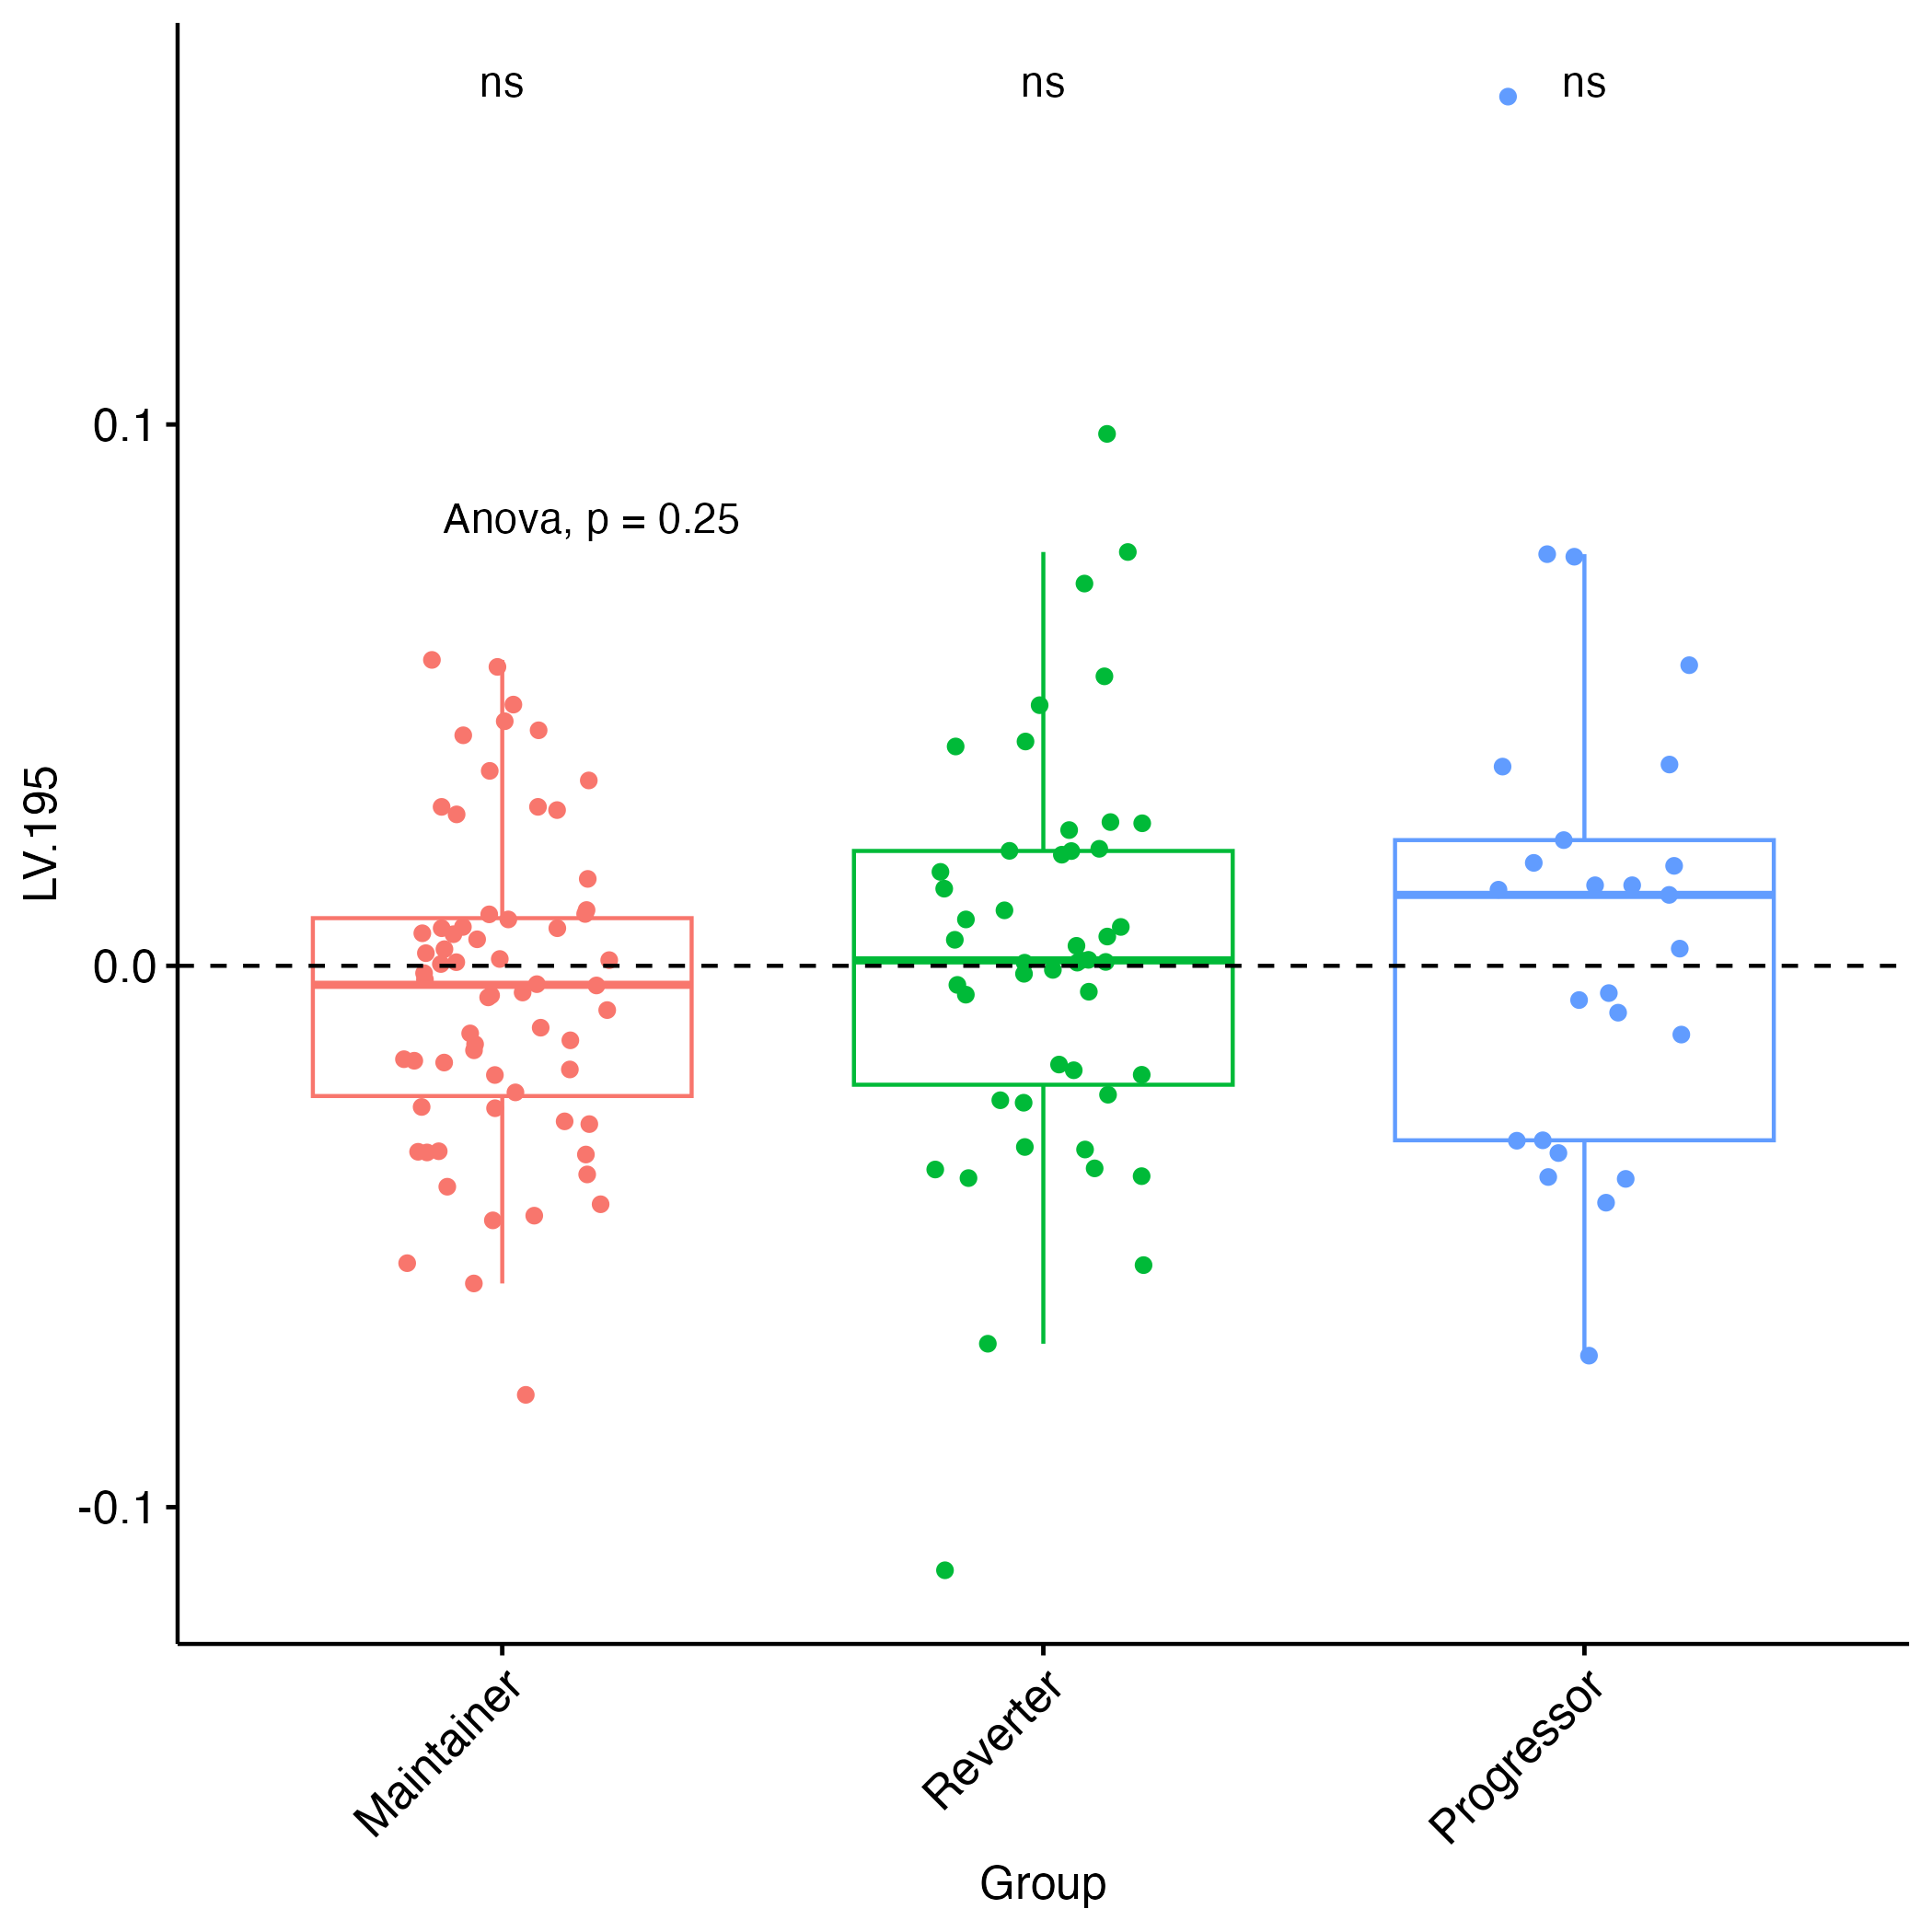 ns
ns
ns
0.1
Anova, p = 0.25
LV.195
0.0
-0.1
Maintainer
Reverter
Progressor
Group